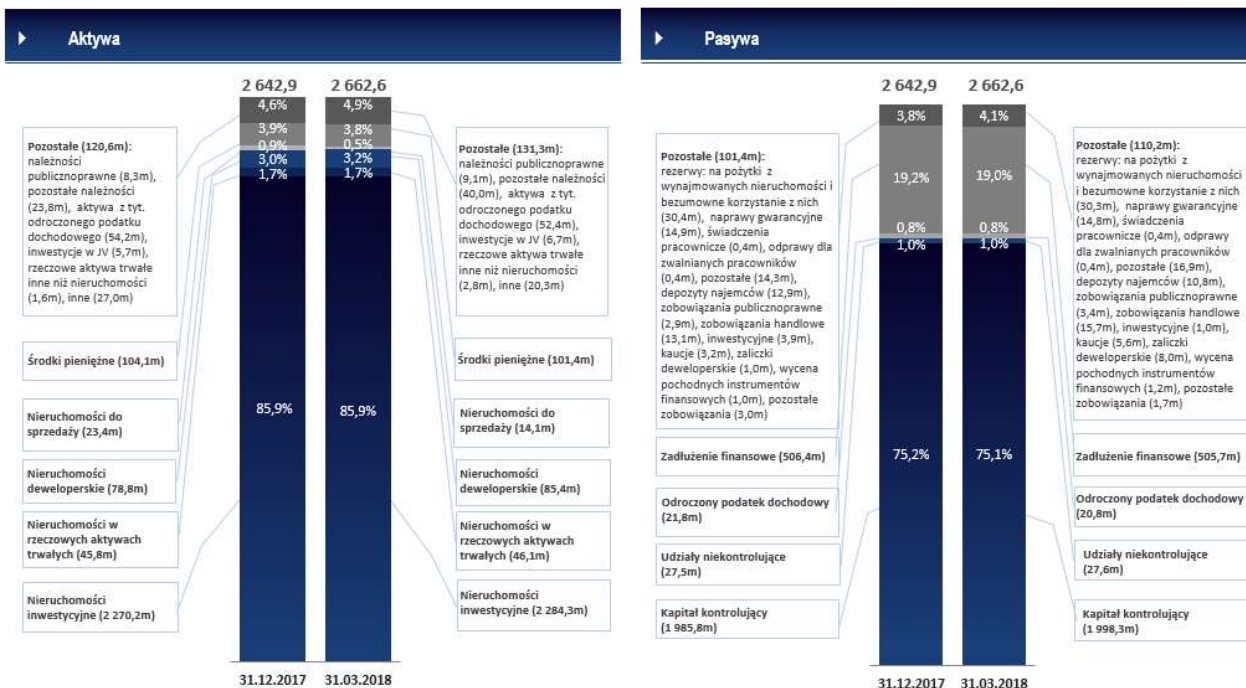 Aktywa
2 642,9
2 662,6
4,6%
4,9%
3,9%
3,8%
0,9%
0,5%
3,0%
3,2%
1,7%
1,7%
85,9%
85,9%
31.12.2017
31.03.2018
Pozostałe (120,6m):
należności
publicznoprawne (8,3m),
pozostałe należności
(23,8m), aktywa z tyt.
odroczonego podatku
dochodowego (54,2m),
inwestycje w JV (5,7m),
rzeczowe aktywa trwałe
inne niż nieruchomości
(1,6m), inne (27,0m)
Środki pieniężne (104,1m)
Nieruchomości do
sprzedaży (23,4m)
Nieruchomości
deweloperskie (78,8m)
Nieruchomości w
rzeczowych aktywach
trwałych (45,8m)
Nieruchomości
inwestycyjne (2 270,2m)
Pozostałe (131,3m):
należności publicznoprawne
(9,1m), pozostałe należności
(40,0m), aktywa z tyt.
odroczonego podatku
dochodowego (52,4m),
inwestycje w JV (6,7m),
rzeczowe aktywa trwałe
inne niż nieruchomości
(2,8m), inne (20,3m)
Środki pieniężne (101,4m)
Nieruchomości do
sprzedaży (14,1m)
Nieruchomości
deweloperskie (85,4m)
Nieruchomości w
rzeczowych aktywach
trwałych (46,1m)
Nieruchomości
inwestycyjne (2 284,3m)
Pasywa
2 642,9
2 662,6
3,8%
4,1%
19,2%
19,0%
0,8%
0,8%
1,0%
1,0%
75,2%
75,1%
31.12.2017
31.03.2018
Pozostałe (101,4m):
rezerwy: na pożytki z
wynajmowanych nieruchomości i
bezumowne korzystanie z nich
(30,4m), naprawy gwarancyjne
(14,9m), świadczenia
pracownicze (0,4m), odprawy dla
zwalnianych pracowników
(0,4m), pozostałe (14,3m),
depozyty najemców (12,9m),
zobowiązania publicznoprawne
(2,9m), zobowiązania handlowe
(13,1m), inwestycyjne (3,9m),
kaucje (3,2m), zaliczki
deweloperskie (1,0m), wycena
pochodnych instrumentów
finansowych (1,0m), pozostałe
zobowiązania (3,0m)
Zadłużenie finansowe (506,4m)
Odroczony podatek dochodowy
(21,8m)
Udziały niekontrolujące
(27,5m)
Kapitał kontrolujący
(1 985,8m)
Pozostałe (110,2m):
rezerwy: na pożytki z
wynajmowanych nieruchomości
i bezumowne korzystanie z nich
(30,3m), naprawy gwarancyjne
(14,8m), świadczenia
pracownicze (0,4m), odprawy
dla zwalnianych pracowników
(0,4m), pozostałe (16,9m),
depozyty najemców (10,8m),
zobowiązania publicznoprawne
(3,4m), zobowiązania handlowe
(15,7m), inwestycyjne (1,0m),
kaucje (5,6m), zaliczki
deweloperskie (8,0m), wycena
pochodnych instrumentów
finansowych (1,2m), pozostałe
zobowiązania (1,7m)
Zadłużenie finansowe (505,7m)
Odroczony podatek dochodowy
(20,8m)
Udziały niekontrolujące
(27,6m)
Kapitał kontrolujący
(1 998,3m)